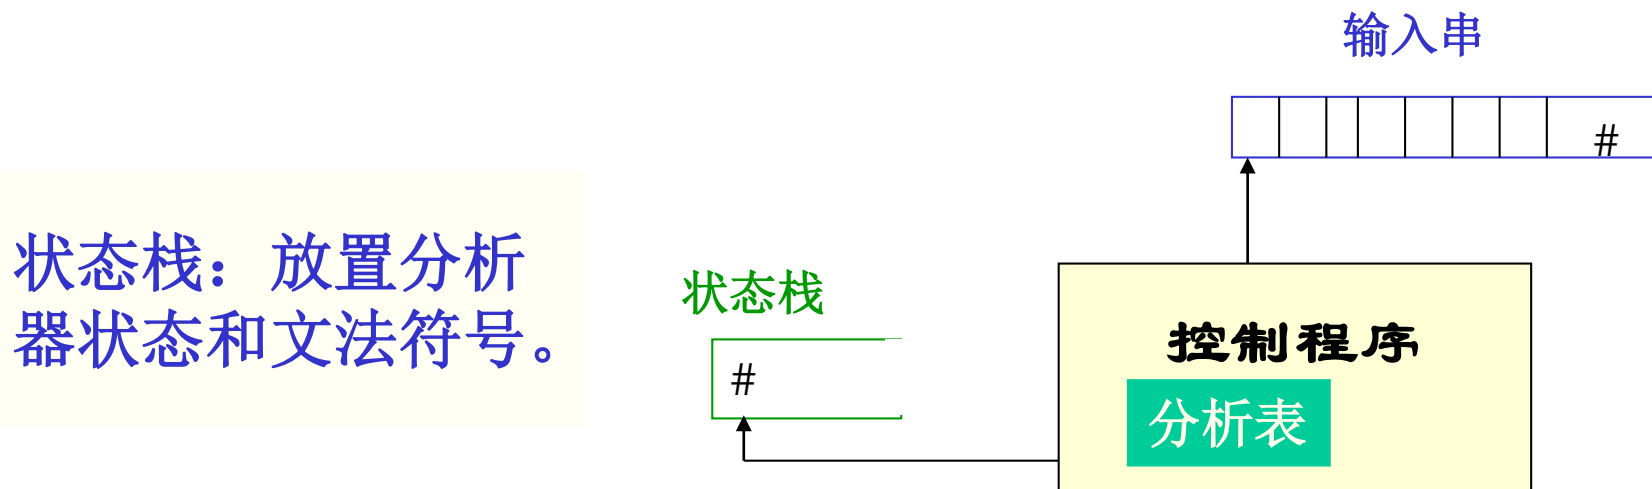 输入串
#
状态栈：放置分析
器状态和文法符号。
状态栈
#
控制程序
分析表